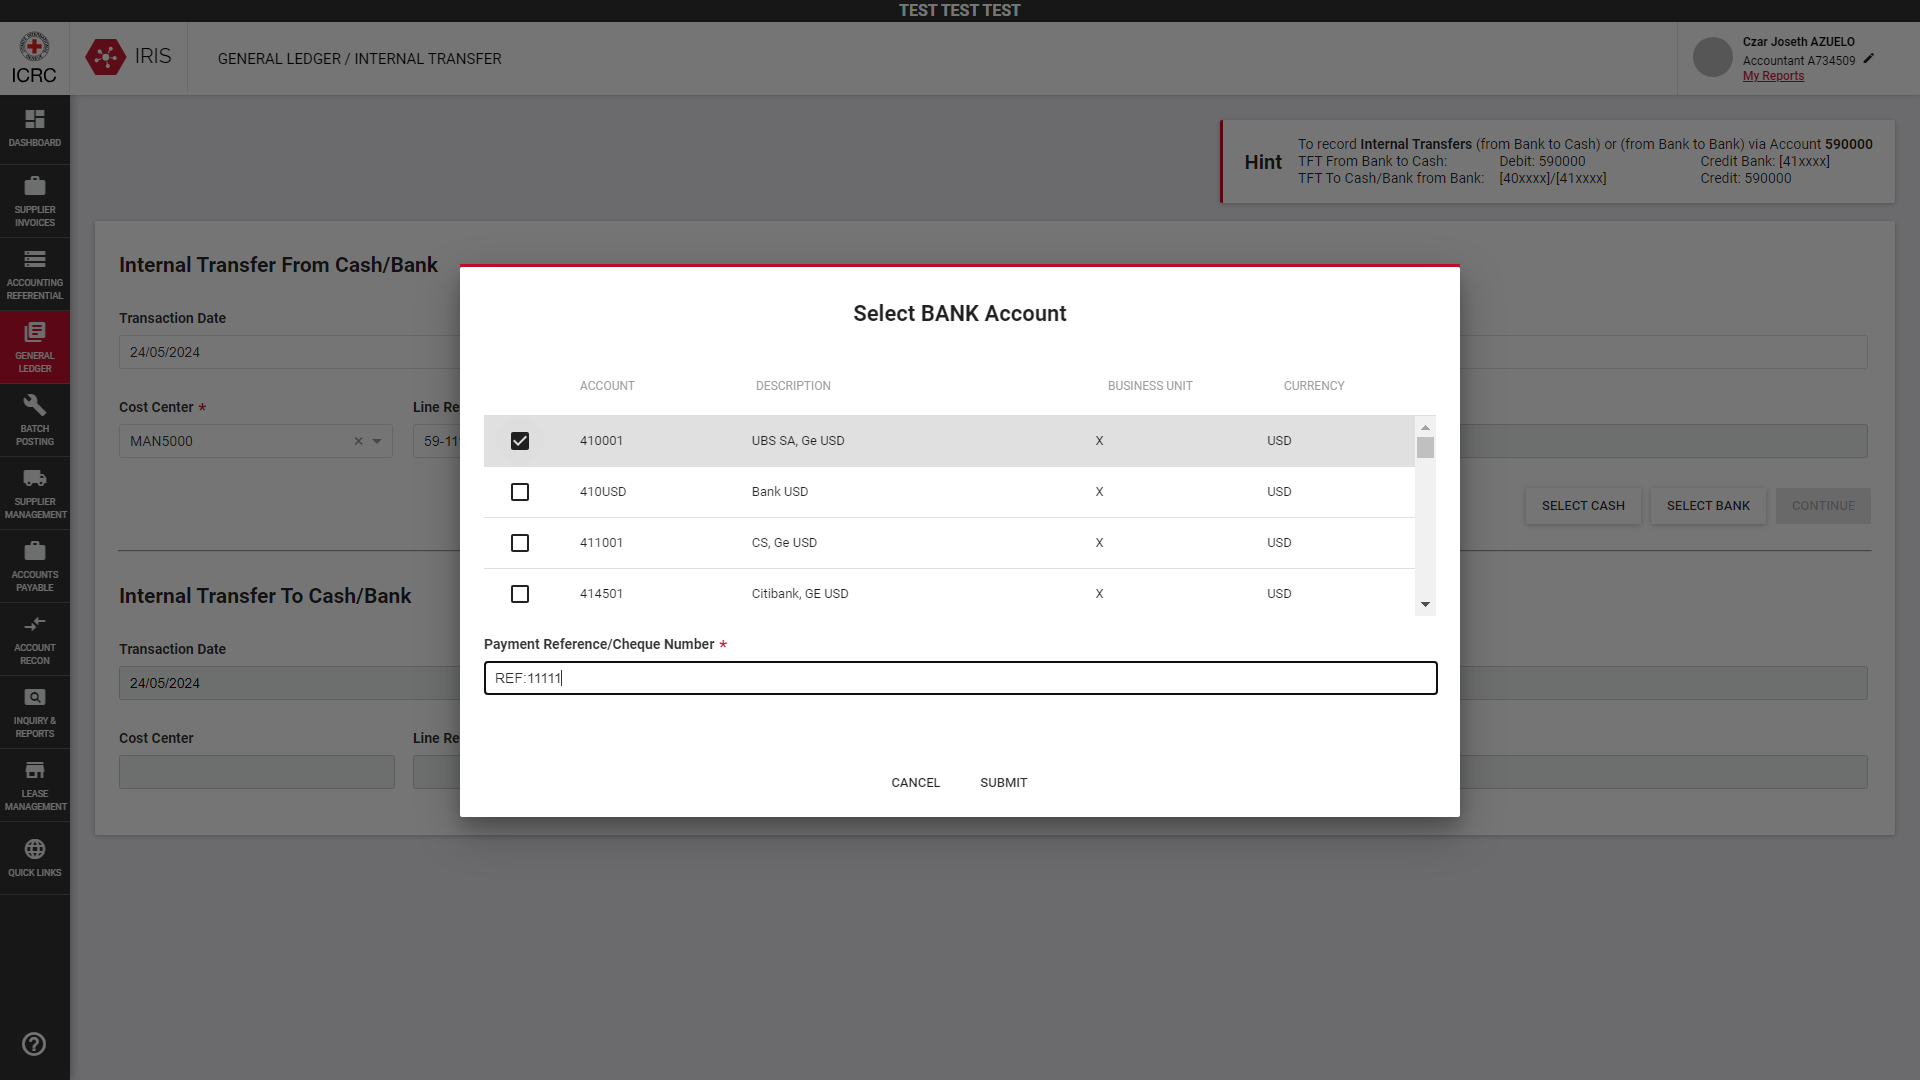 TEST TEST TEST
ICRC
IRIS
GENERAL LEDGER / INTERNAL TRANSFER
Czar Joseth AZUELO
Accountant A734509
My Reports
DASHBOARD
SUPPLIER
INVOICES
ACCOUNTING
REFERENTIAL
GENERAL
LEDGER
BATCH
POSTING
SUPPLIER
MANAGEMENT
ACCOUNTS
PAYABLE
ACCOUNT
RECON
INQUIRY &
REPORTS
LEASE
MANAGEMENT
QUICK LINKS
Hint
To record Internal Transfers (from Bank to Cash) or (from Bank to Bank) via Account 590000
TFT From Bank to Cash: Debit: 590000 Credit Bank: [41xxxx]
TFT To Cash/Bank from Bank: [40xxxx]/[41xxxx] Credit: 590000
Internal Transfer From Cash/Bank
Transaction Date
24/05/2024
Cost Center * Line Re
MAN5000 59-11
SELECT CASH SELECT BANK CONTINUE
Internal Transfer To Cash/Bank
Transaction Date
24/05/2024
Cost Center Line Re
Select BANK Account
ACCOUNT DESCRIPTION BUSINESS UNIT CURRENCY
410001 UBS SA, Ge USD X USD
410USD Bank USD X USD
411001 CS, Ge USD X USD
414501 Citibank, GE USD X USD
Payment Reference/Cheque Number *
REF:11111
CANCEL SUBMIT